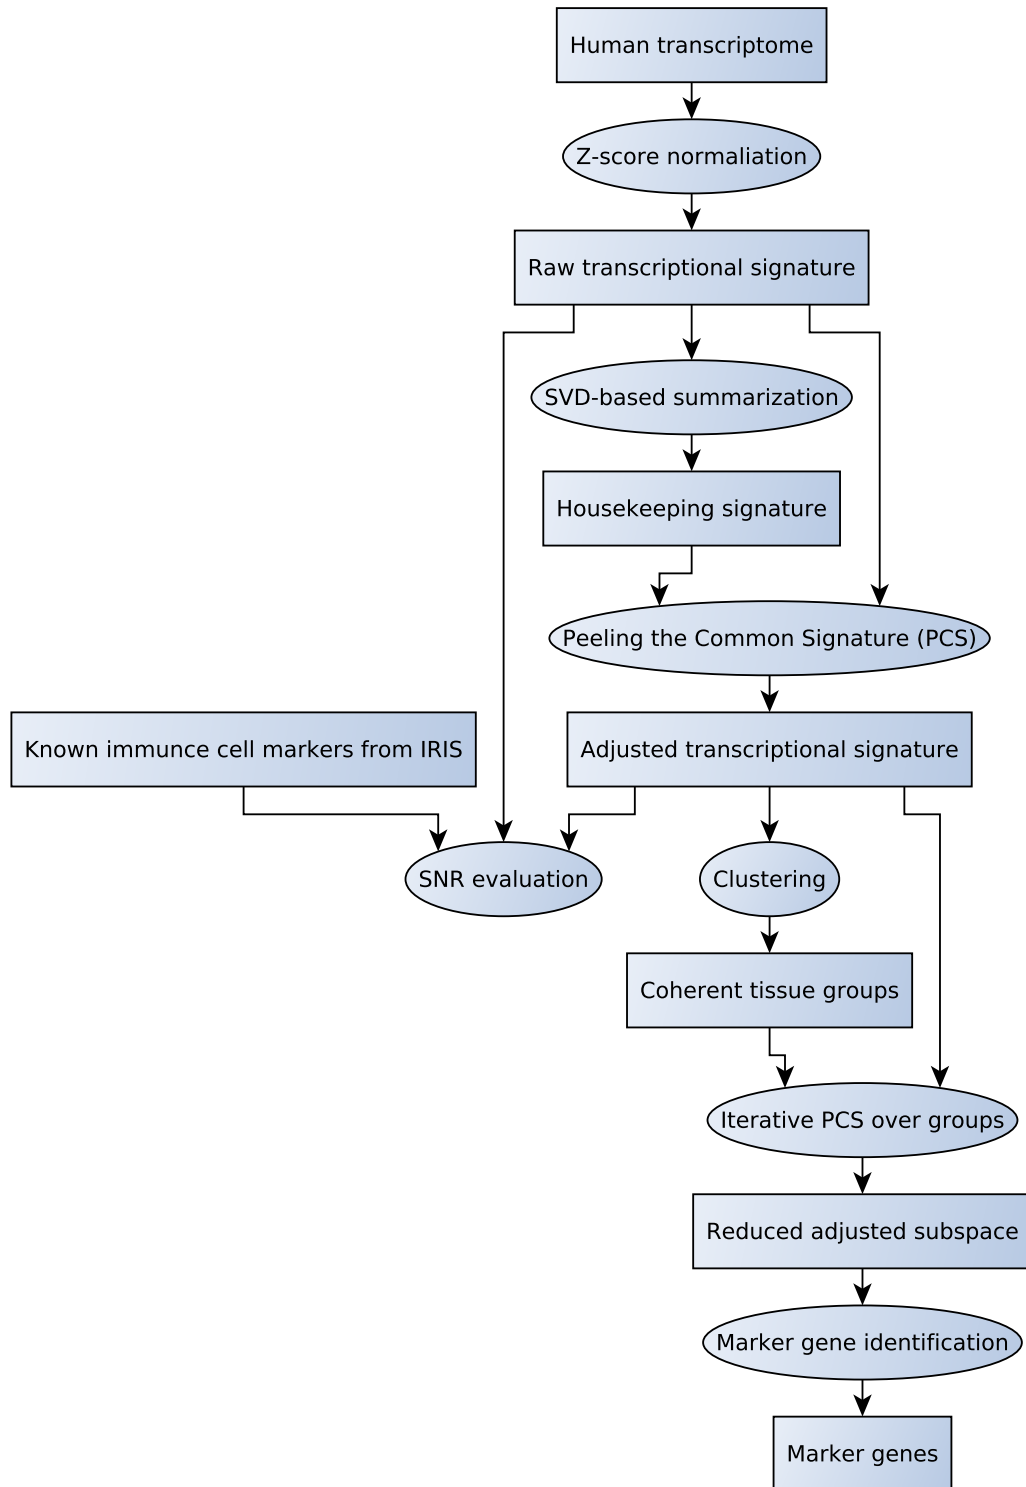 Human transcriptome
Z-score normaliation
Raw transcriptional signature
SVD-based summarization
Housekeeping signature
Peeling the Common Signature (PCS)
Known immunce cell markers from IRIS
Adjusted transcriptional signature
SNR evaluation
Clustering
Coherent tissue groups
Iterative PCS over groups
Reduced adjusted subspace
Marker gene identification
Marker genes